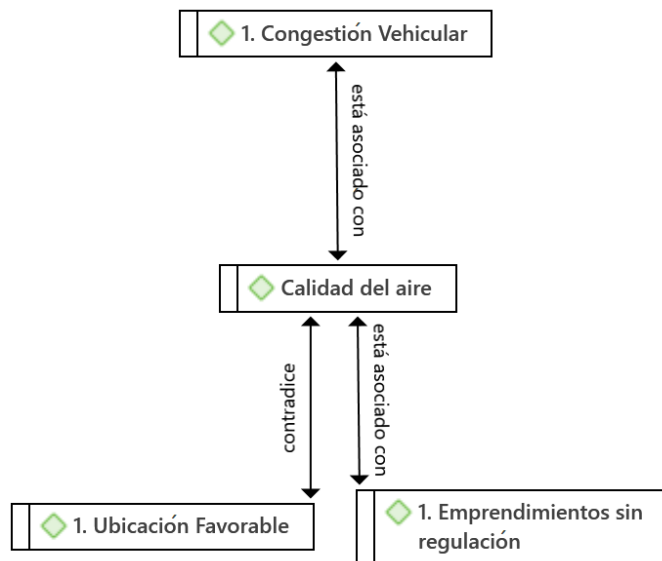 1. Congestión Vehicular
está asociado con
Calidad del aire
contradice
está asociado con
1. Ubicación Favorable
1. Emprendimientos sin
regulación